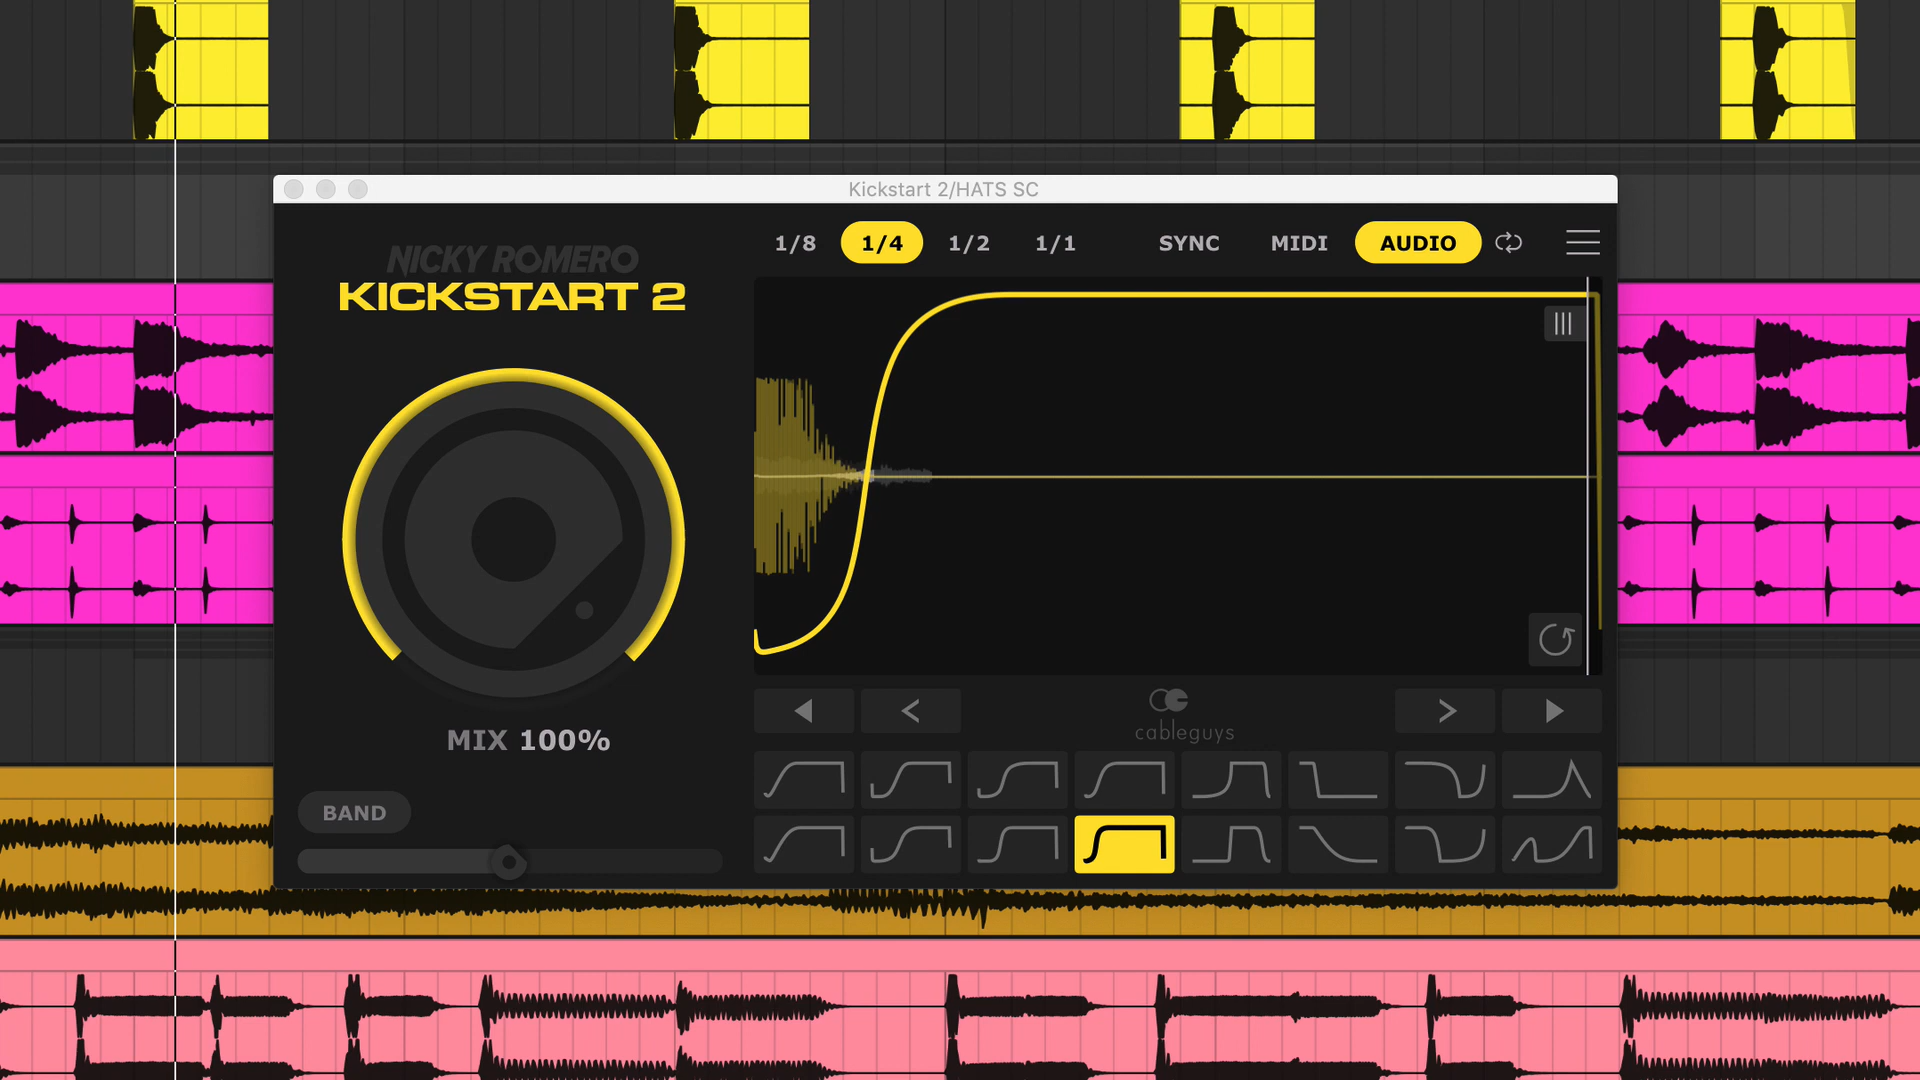 Kickstart 2/HATS SC
NICKY ROMERO
KICKSTART 2
1/8 1/4 1/2 1/1 SYNC MIDI AUDIO
MIX 100%
cableguys
BAND